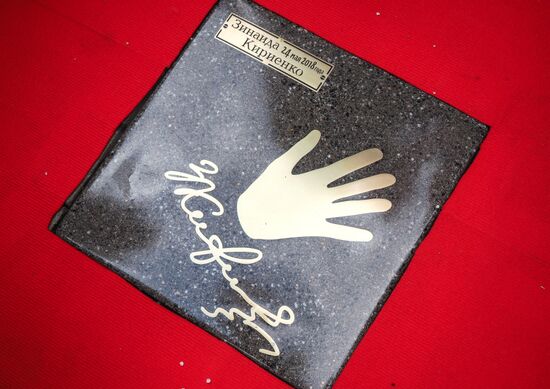 Зинаида 24 мая 2018 года
Кириенко